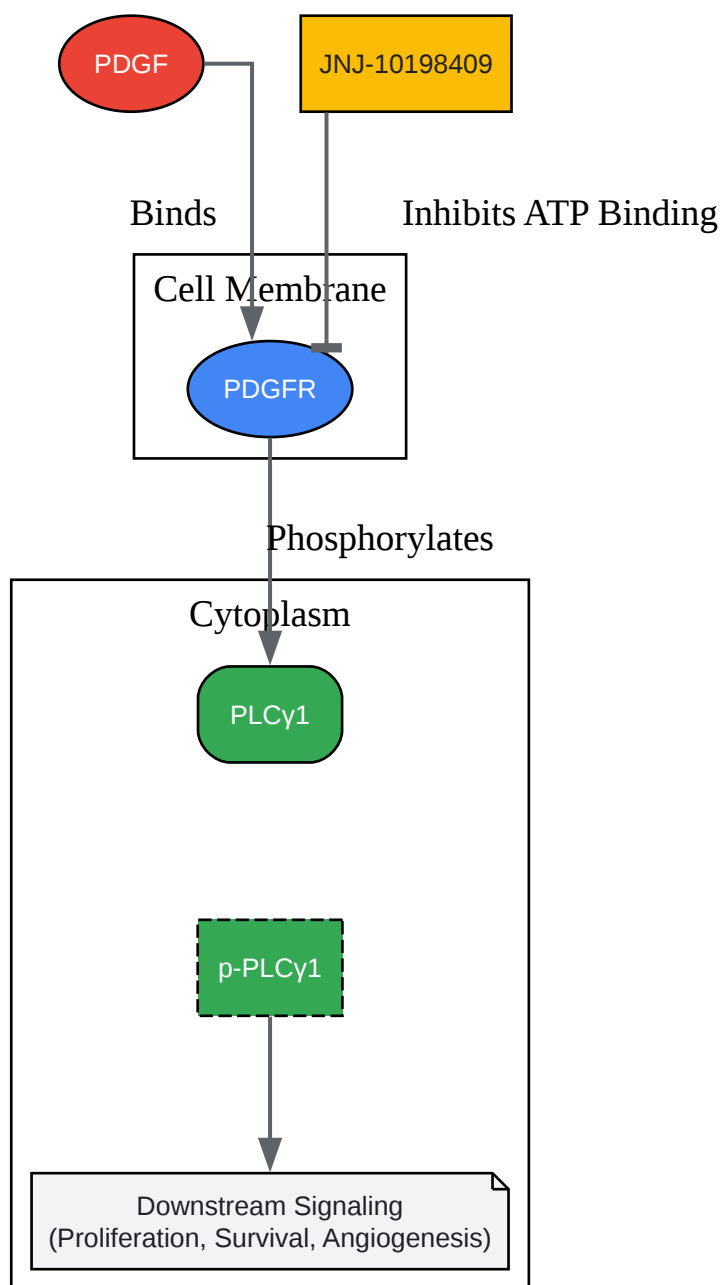 PDGF
JNJ-10198409
Binds
Inhibits ATP Binding
Cell Membrane
PDGFR
Phosphorylates
Cytoplasm
PLCγ1
p-PLCγ1
Downstream Signaling
(Proliferation, Survival, Angiogenesis)